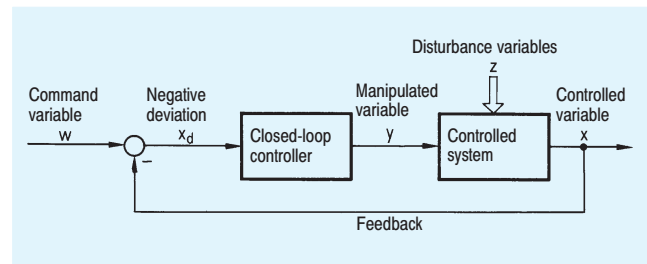 Disturbance variables
z
Command
variable
w
Negative
deviation
xd
Closed-loop
controller
Manipulated
variable
y
Controlled
system
Controlled
variable
x
–
Feedback